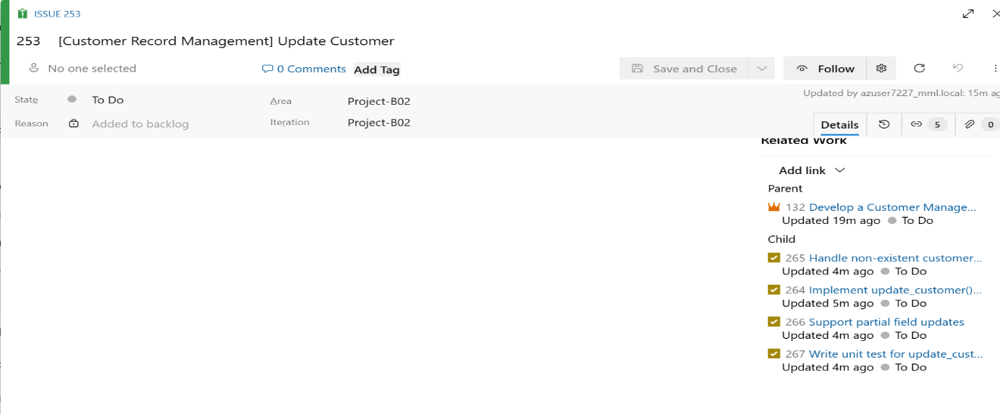 ISSUE 253
253 [Customer Record Management] Update Customer
No one selected
0 Comments
Add Tag
Save and Close
Follow
State
To Do
Area
Project-B02
Updated by azuser7227_mml.local: 15m ag
Reason
Added to backlog
Iteration
Project-B02
Details
5
0
Related Work
Add link
Parent
132 Develop a Customer Manage...
Updated 19m ago To Do
Child
265 Handle non-existent customer...
Updated 4m ago To Do
264 Implement update_customer()...
Updated 5m ago To Do
266 Support partial field updates
Updated 4m ago To Do
267 Write unit test for update_cust...
Updated 4m ago To Do